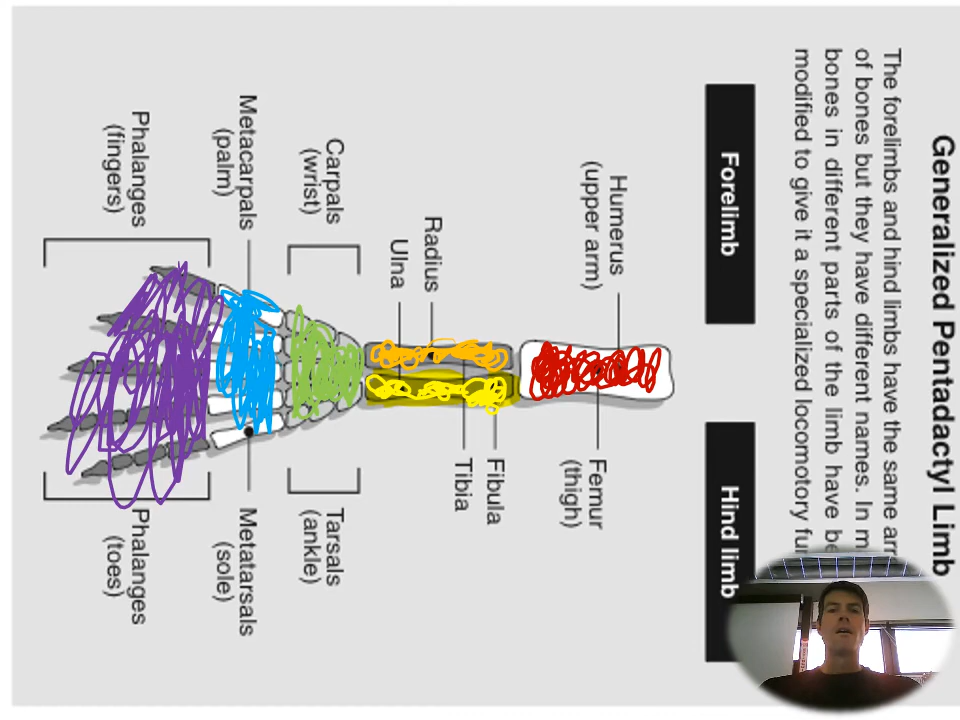 Generalized Pentadactyl Limb
The forelimbs and hind limbs have the same
of bones but they have different names. In
bones in different parts of the limb have
modified to give it a specialized locomotory
Forelimb
Hind limb
Humerus
(upper arm)
Femur
(thigh)
Radius
Ulna
Fibula
Tibia
Carpals
(wrist)
Tarsals
(ankle)
Metacarpals
(palm)
Metatarsals
(sole)
Phalanges
(fingers)
Phalanges
(toes)